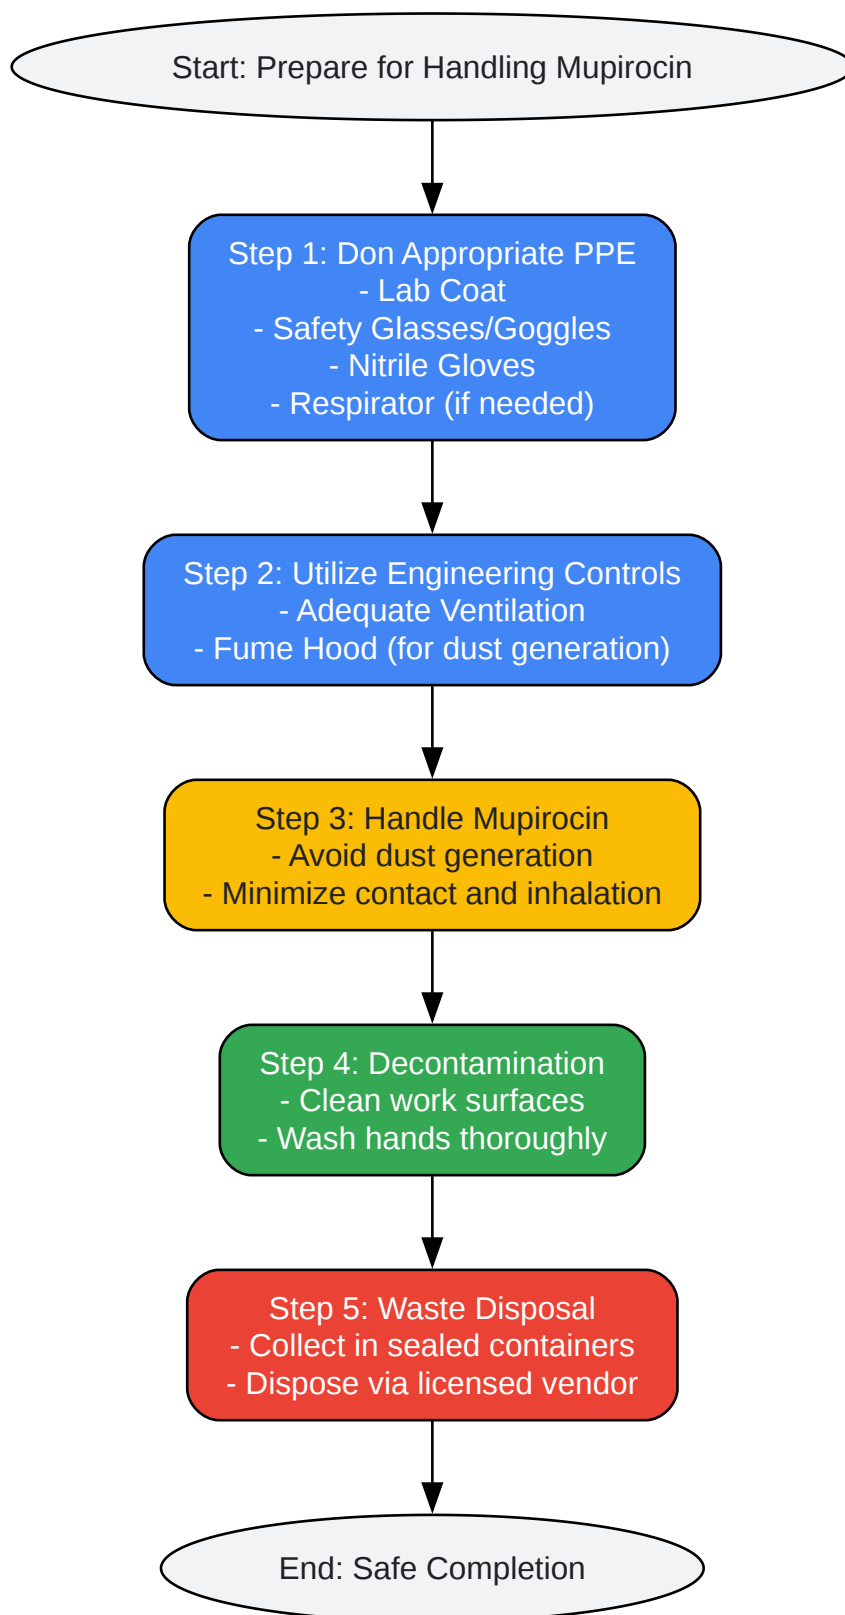 Start: Prepare for Handling Mupirocin
Step 1: Don Appropriate PPE
- Lab Coat
- Safety Glasses/Goggles
- Nitrile Gloves
- Respirator (if needed)
Step 2: Utilize Engineering Controls
- Adequate Ventilation
- Fume Hood (for dust generation)
Step 3: Handle Mupirocin
- Avoid dust generation
- Minimize contact and inhalation
Step 4: Decontamination
- Clean work surfaces
- Wash hands thoroughly
Step 5: Waste Disposal
- Collect in sealed containers
- Dispose via licensed vendor
End: Safe Completion